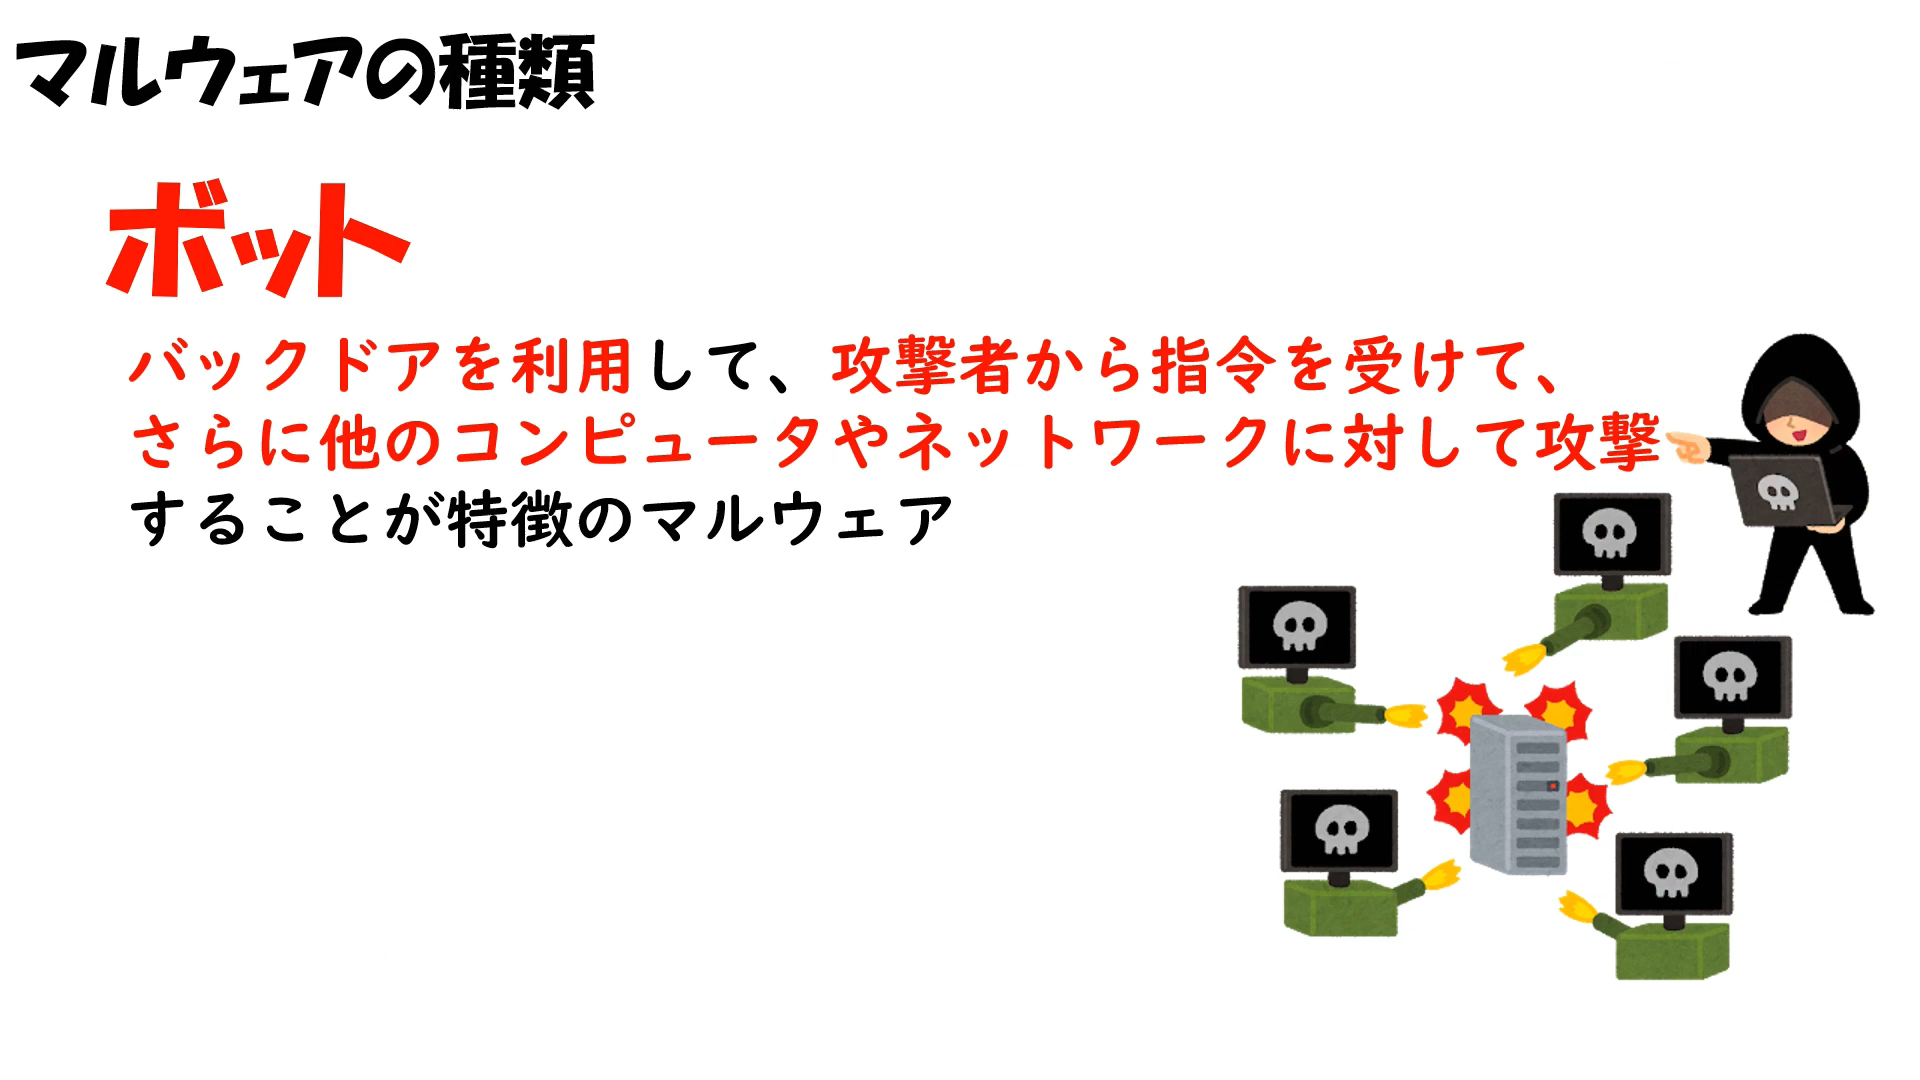 マルウェアの種類
ボット
バックドアを利用して、攻撃者から指令を受けて、
さらに他のコンピュータやネットワークに対して攻撃
することが特徴のマルウェア